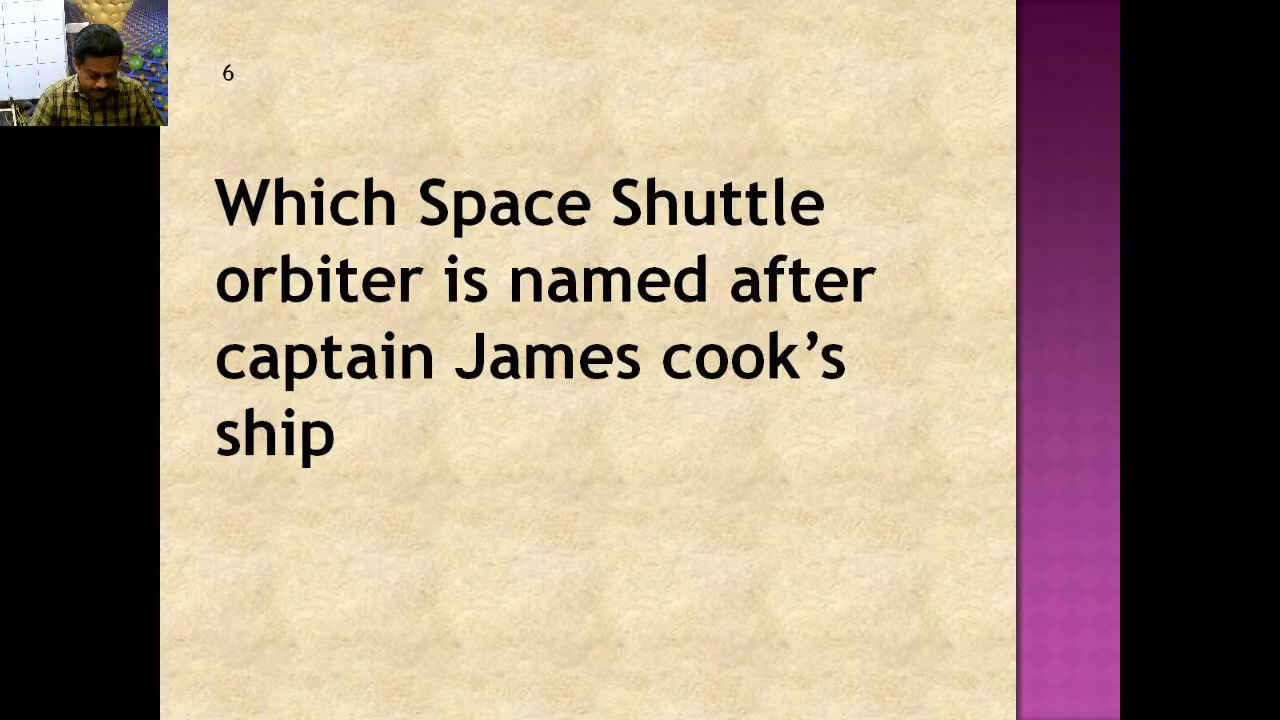 6
Which Space Shuttle
orbiter is named after
captain James cook’s
ship